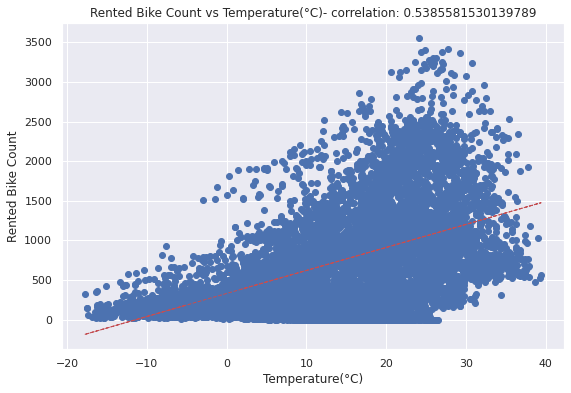 Rented Bike Count vs Temperature(°C)- correlation: 0.5385581530139789
3500
3000
2500
2000
1500
1000
500
0
Rented Bike Count
−20 −10 0 10 20 30 40
Temperature(°C)